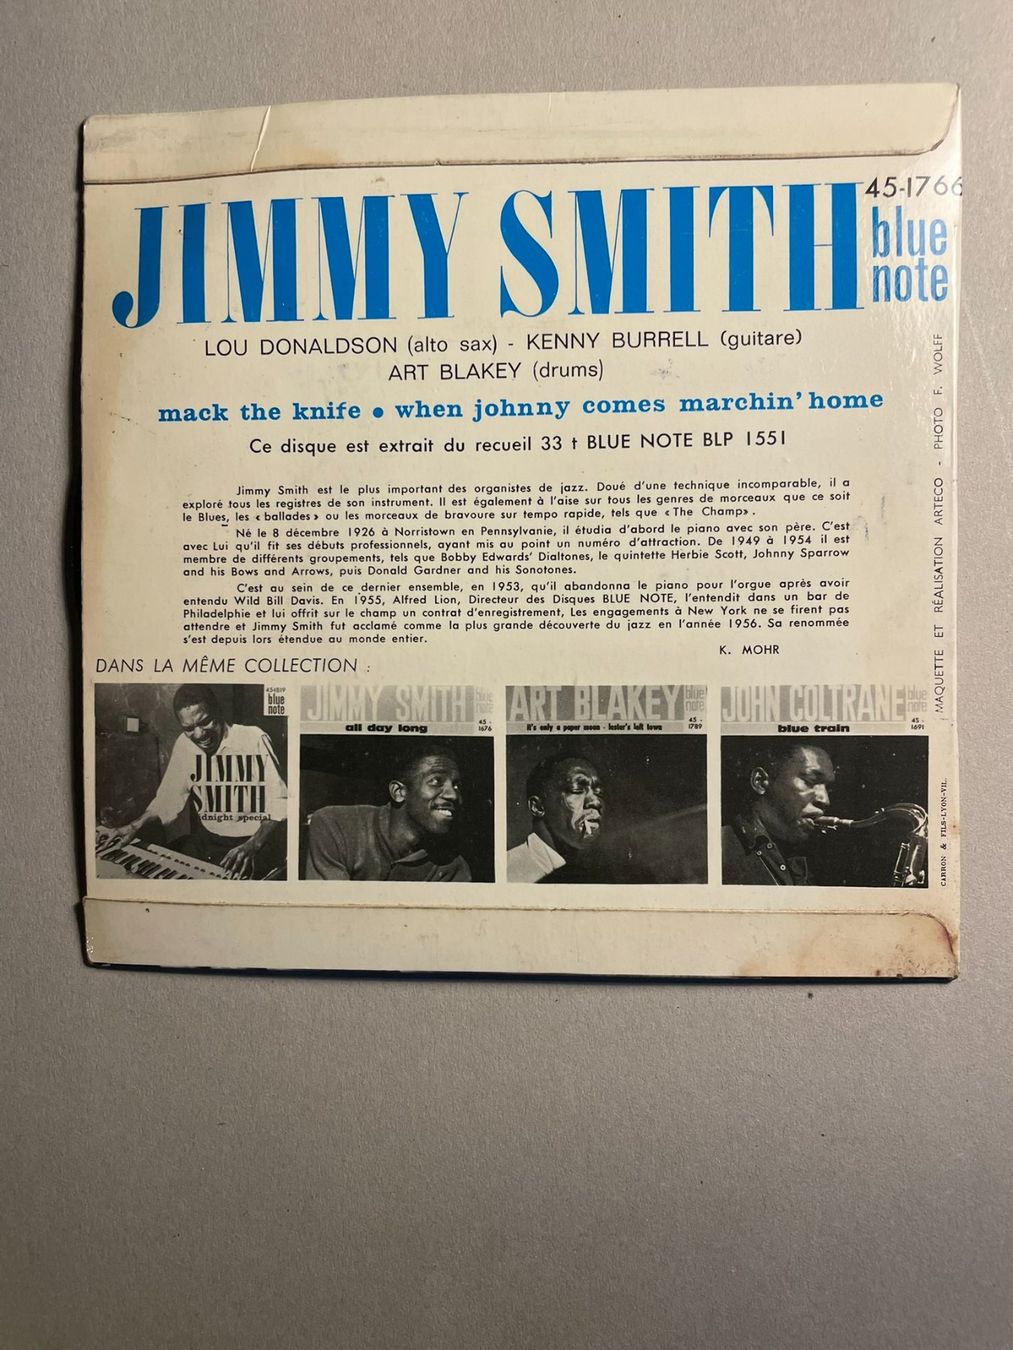 JIMMY SMITH
45-1766
blue
note
LOU DONALDSON (alto sax) - KENNY BURRELL (guitare)
ART BLAKEY (drums)
mack the knife • when johnny comes marchin' home
Ce disque est extrait du recueil 33 t BLUE NOTE BLP 1551
Jimmy Smith est le plus important des organistes de jazz. Doué d'une technique incomparable, il a
exploré tous les registres de son instrument. Il est également à l'aise sur tous les genres de morceaux que ce soit
le Blues, les « ballades » ou les morceaux de bravoure sur tempo rapide, tels que « The Champ » .
Né le 8 décembre 1926 à Norristown en Pennsylvanie, il étudia d'abord le piano avec son père. C'est
avec Lui qu'il fit ses débuts professionnels, ayant mis au point un numéro d'attraction. De 1949 à 1954 il est
membre de différents groupements, tels que Bobby Edwards' Dialtones, le quintette Herbie Scott, Johnny Sparrow
and his Bows and Arrows, puis Donald Gardner and his Sonotones.
C'est au sein de ce dernier ensemble, en 1953, qu'il abandonna le piano pour l'orgue après avoir
entendu Wild Bill Davis. En 1955, Alfred Lion, Directeur des Disques BLUE NOTE, l'entendit dans un bar de
Philadelphie et lui offrit sur le champ un contrat d'enregistrement, Les engagements à New York ne se firent pas
attendre et Jimmy Smith fut acclamé comme la plus grande découverte du jazz en l'année 1956. Sa renommée
s'est depuis lors étendue au monde entier.
K. MOHR
DANS LA MÊME COLLECTION :
45-1819
blue
note
JIMMY
SMITH
midnight special
JIMMY SMITH
blue
note
all day long
45 -
1676
ART BLAKEY
blue
note
it's only a paper moon - lester's left town
45 -
1789
JOHN COLTRANE
blue
note
blue train
45 -
1691
MAQUETTE ET RÉALISATION ARTECO - PHOTO F. WOLFF
CARRON & FILS-LYON-VIL.